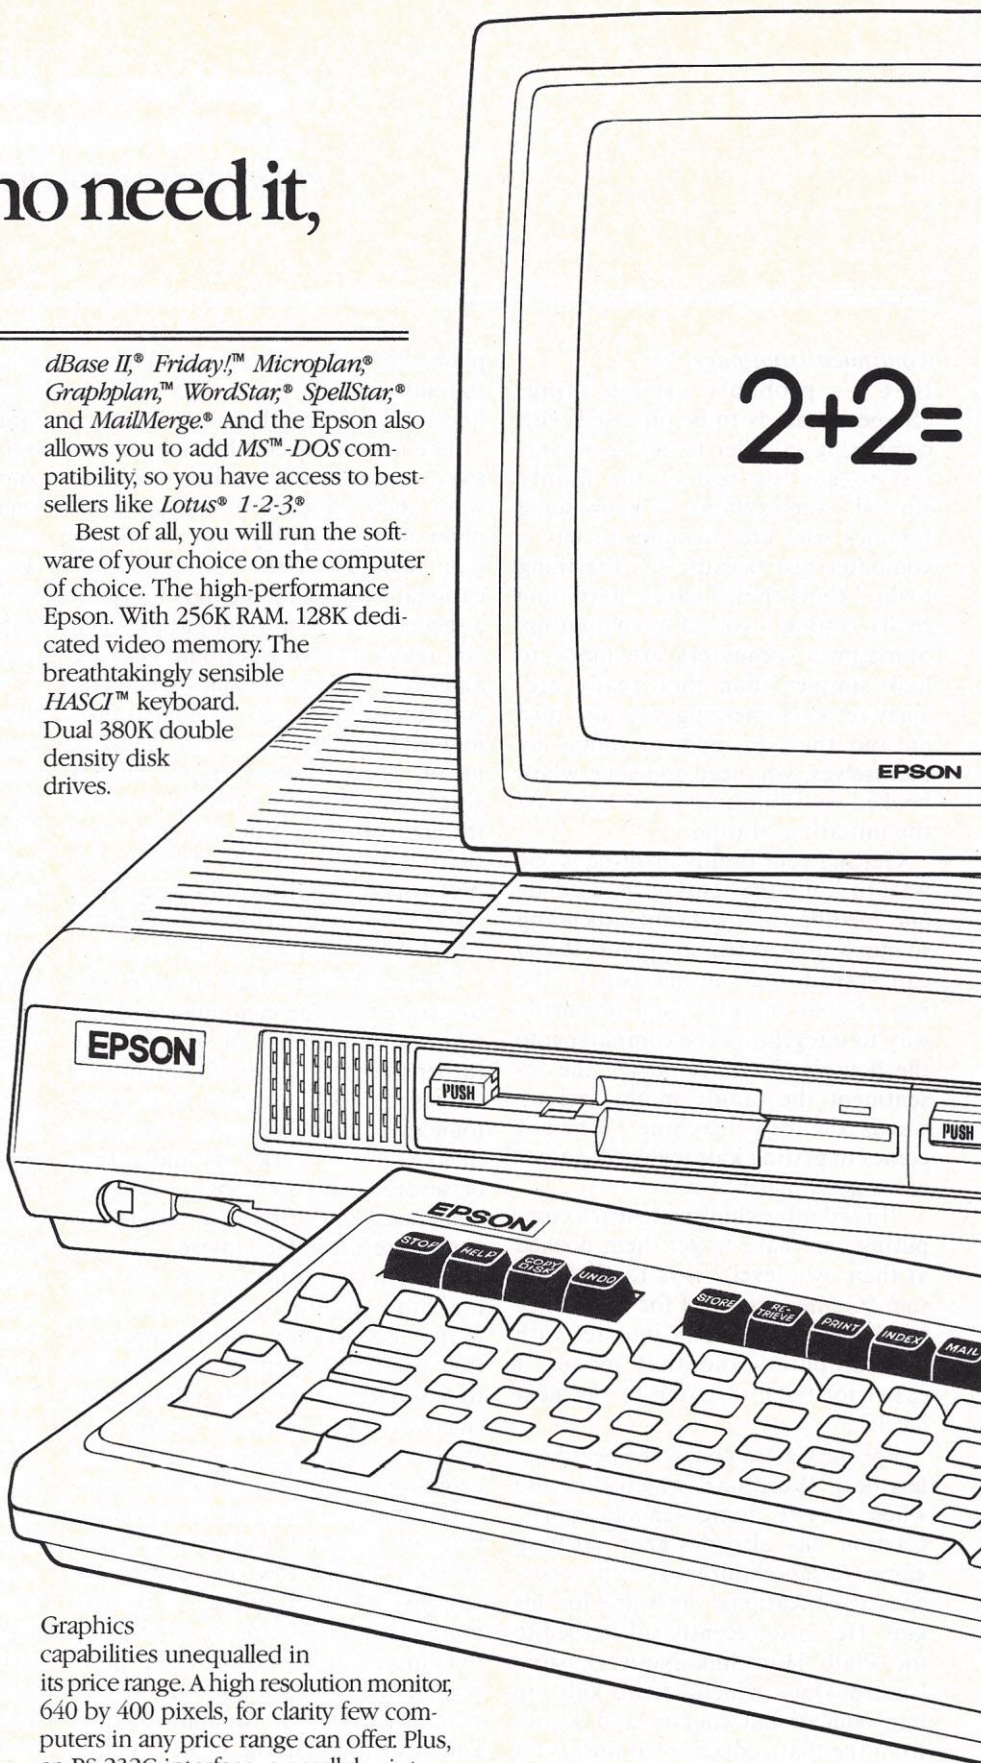 no need it,
dBase II,® Friday!,™ Microplan,®
Graphplan,™ WordStar,® SpellStar,®
and MailMerge.® And the Epson also
allows you to add MS™-DOS com-
patibility, so you have access to best-
sellers like Lotus® 1-2-3.®
Best of all, you will run the soft-
ware of your choice on the computer
of choice. The high-performance
Epson. With 256K RAM. 128K dedi-
cated video memory. The
breathtakingly sensible
HASCI™ keyboard.
Dual 380K double
density disk
drives.
2+2=
EPSON
EPSON
PUSH
PUSH
EPSON
STOP
HELP
COPY
DISK
UNDO
STORE
RE-
TRIEVE
PRINT
INDEX
MAIL
Graphics
capabilities unequalled in
its price range. A high resolution monitor,
640 by 400 pixels, for clarity few com-
puters in any price range can offer. Plus,
an RS-232C interface, a parallel printer